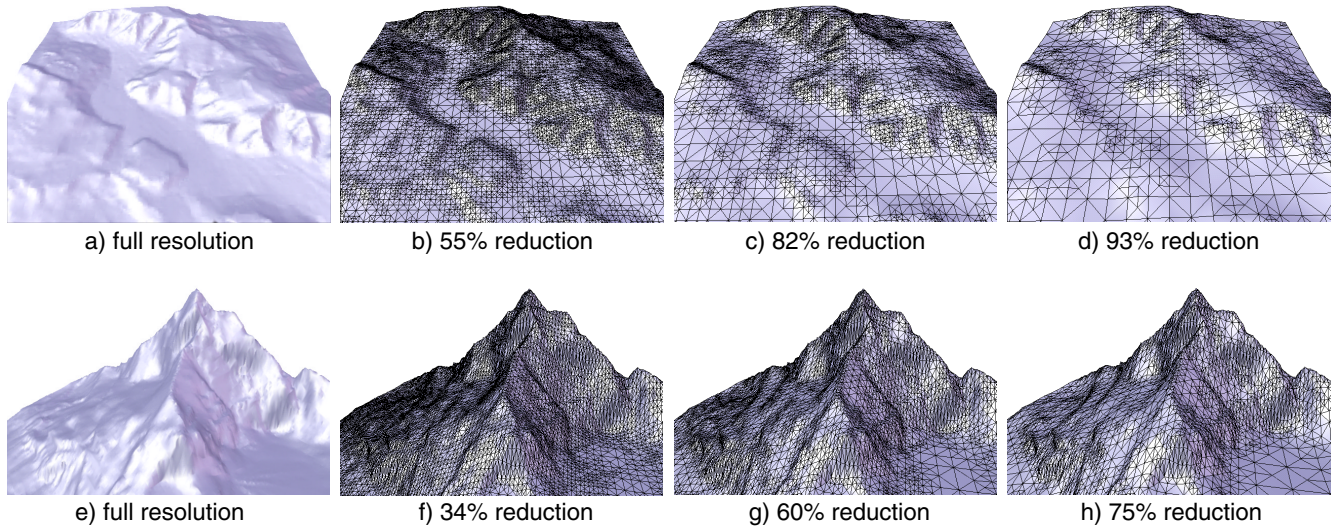 a) full resolution
b) 55% reduction
c) 82% reduction
d) 93% reduction
e) full resolution
f) 34% reduction
g) 60% reduction
h) 75% reduction